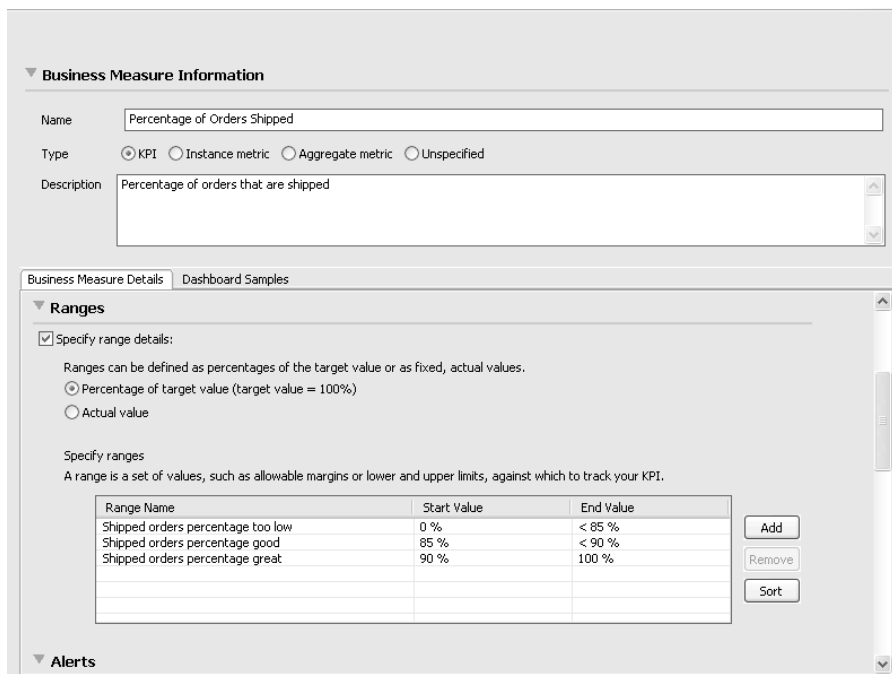 Business Measure Information
Name Percentage of Orders Shipped
Type KPI Instance metric Aggregate metric Unspecified
Description Percentage of orders that are shipped
Business Measure Details Dashboard Samples
Ranges
Specify range details:
Ranges can be defined as percentages of the target value or as fixed, actual values.
Percentage of target value (target value = 100%)
Actual value
Specify ranges
A range is a set of values, such as allowable margins or lower and upper limits, against which to track your KPI.
Range Name Start Value End Value
Shipped orders percentage too low 0 % < 85 %
Shipped orders percentage good 85 % < 90 %
Shipped orders percentage great 90 % 100 %
Add
Remove
Sort
Alerts